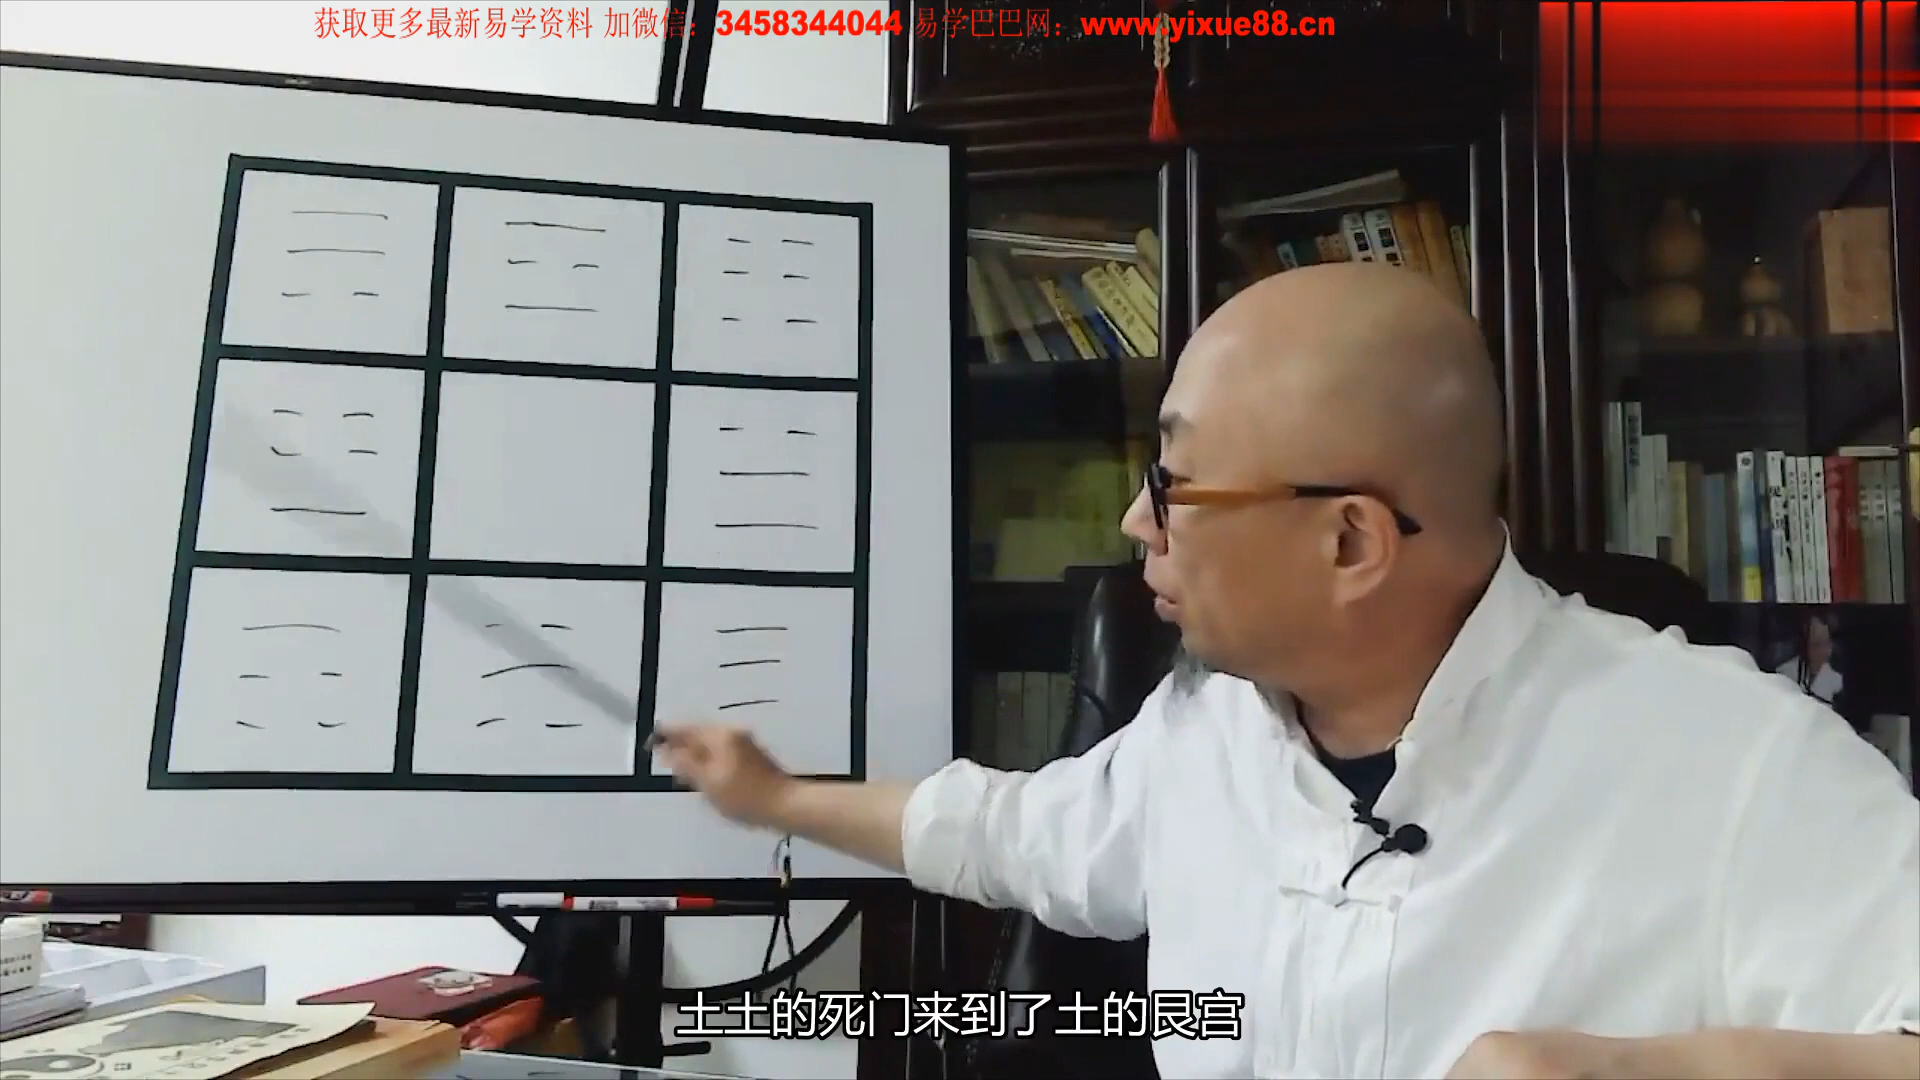 获取更多最新易学资料 加微信：3458344044 易学巴巴网：www.yixue88.cn
土土的死门来到了土的艮宫